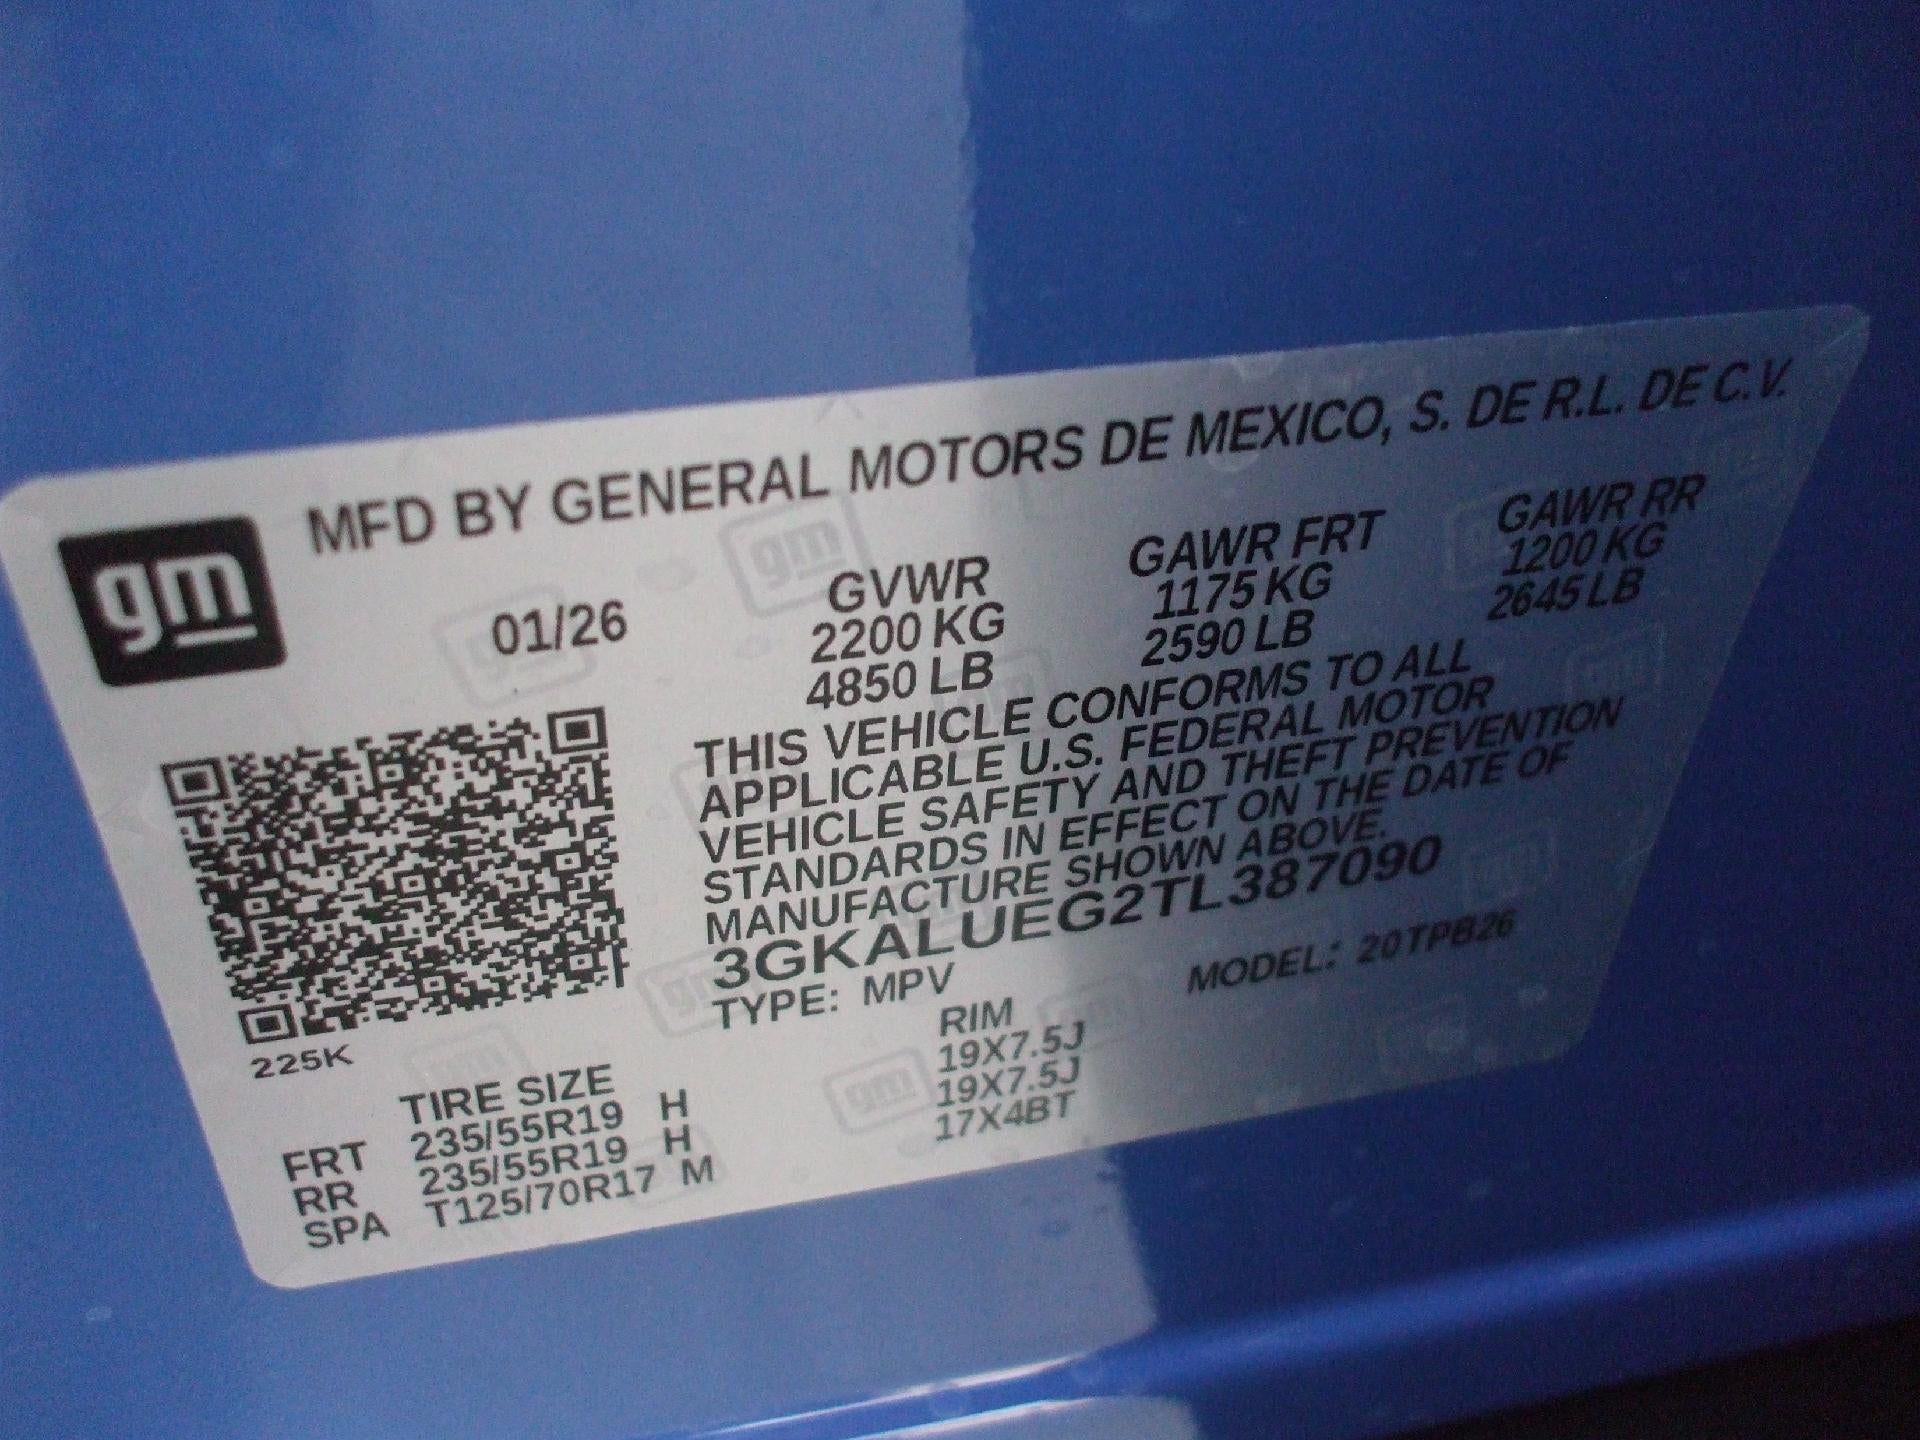 MFD BY GENERAL MOTORS DE MEXICO, S. DE R.L. DE C.V.
gm
01/26
GVWR GAWR FRT GAWR RR
2200 KG 1175 KG 1200 KG
4850 LB 2590 LB 2645 LB
THIS VEHICLE CONFORMS TO ALL
APPLICABLE U.S. FEDERAL MOTOR
VEHICLE SAFETY AND THEFT PREVENTION
STANDARDS IN EFFECT ON THE DATE OF
MANUFACTURE SHOWN ABOVE.
3GKALUEG2TL387090
TYPE: MPV MODEL: 20TPB26
225K
TIRE SIZE RIM
FRT 235/55R19 H 19X7.5J
RR 235/55R19 H 19X7.5J
SPA T125/70R17 M 17X4BT